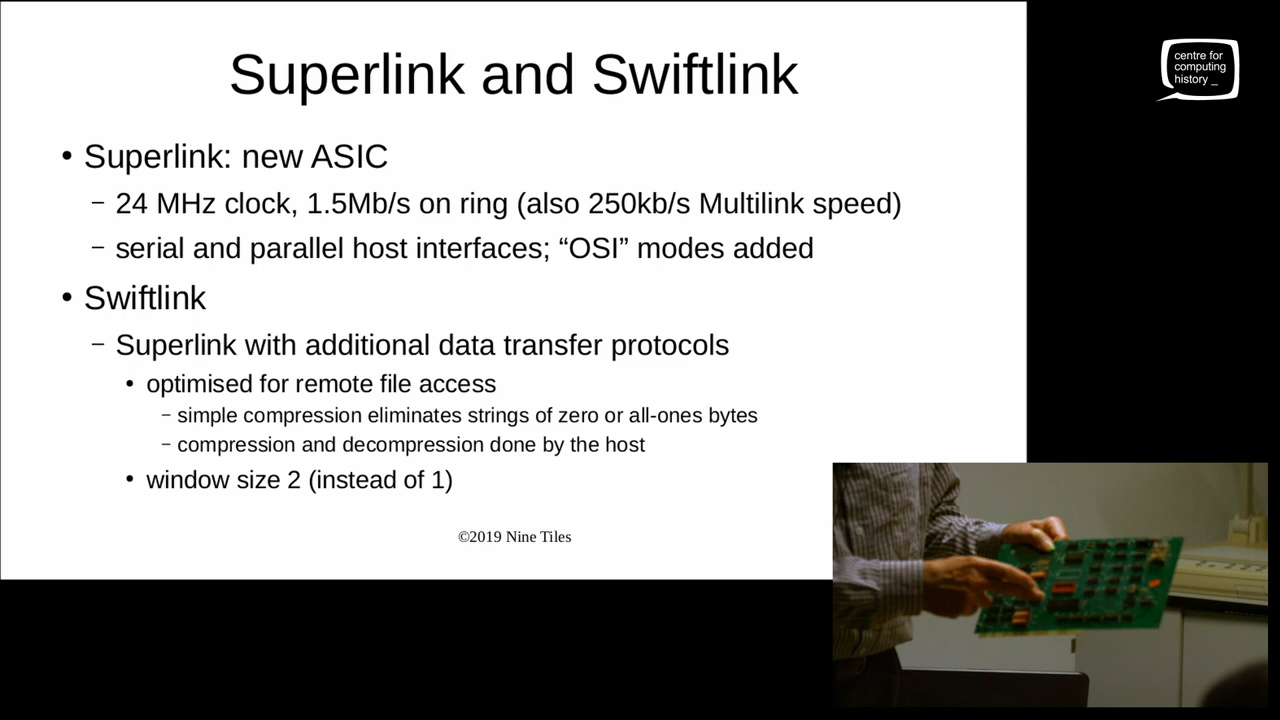 Superlink and Swiftlink
• Superlink: new ASIC
– 24 MHz clock, 1.5Mb/s on ring (also 250kb/s Multilink speed)
– serial and parallel host interfaces; “OSI” modes added
• Swiftlink
– Superlink with additional data transfer protocols
• optimised for remote file access
– simple compression eliminates strings of zero or all-ones bytes
– compression and decompression done by the host
• window size 2 (instead of 1)
©2019 Nine Tiles
centre for
computing
history _